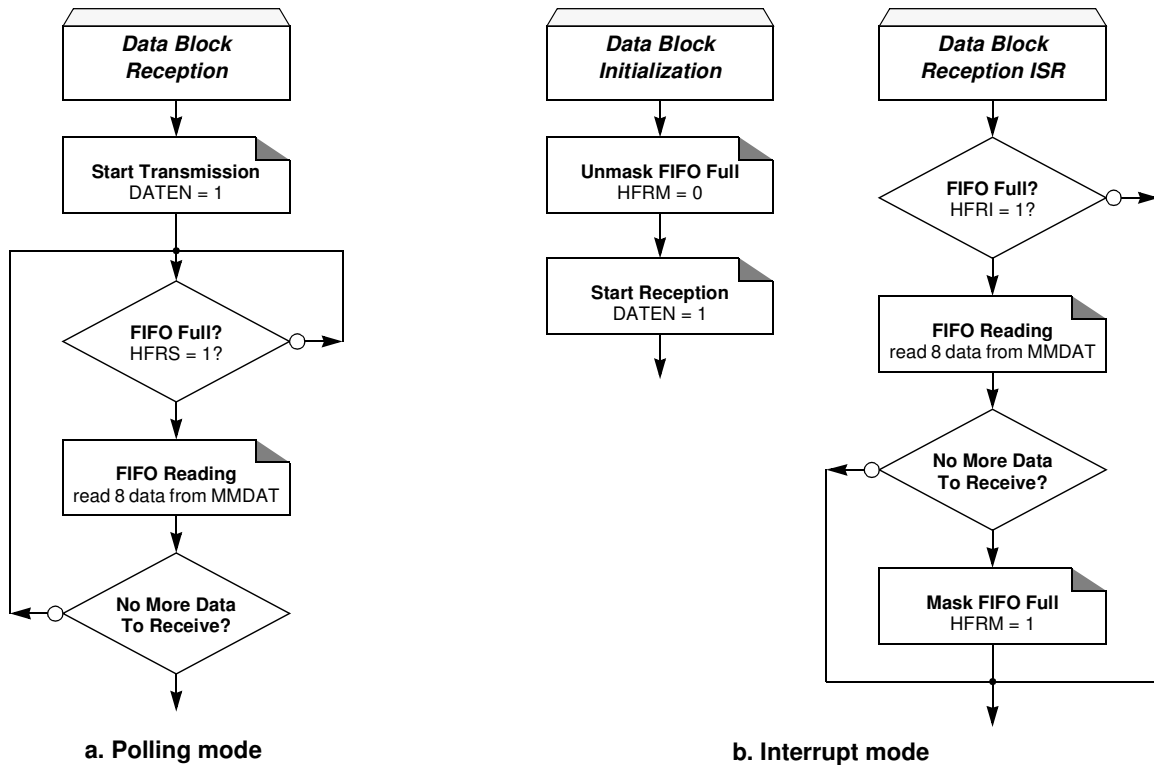 Data Block
Reception
Start Transmission
DATEN = 1
FIFO Full?
HFRS = 1?
FIFO Reading
read 8 data from MMDAT
No More Data
To Receive?
a. Polling mode
Data Block
Initialization
Unmask FIFO Full
HFRM = 0
Start Reception
DATEN = 1
Data Block
Reception ISR
FIFO Full?
HFRI = 1?
FIFO Reading
read 8 data from MMDAT
No More Data
To Receive?
Mask FIFO Full
HFRM = 1
b. Interrupt mode